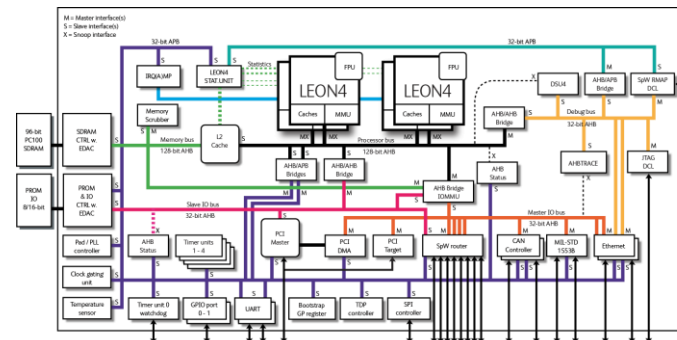 M = Master interface(s)
S = Slave interface(s)
X = Snoop interface
32-bit APB
32-bit APB
IRQ(A)MP
LEON4
STAT UNIT
Statistics
FPU
FPU
LEON4
LEON4
Caches
MMU
Caches
MMU
DSU4
AHB/APB
Bridge
SpW RMAP
DCL
Memory
Scrubber
AHB/AHB
Bridge
Debug bus
32-bit AHB
96-bit
PC100
SDRAM
SDRAM
CTRL w.
EDAC
Memory bus
128-bit AHB
L2
Cache
Processor bus
128-bit AHB
AHB/APB
Bridges
AHB/AHB
Bridge
AHB Bridge
IOMMU
AHB
Status
AHBTRACE
JTAG
DCL
PROM
IO
8/16-bit
PROM
& IO
CTRL w.
EDAC
Slave IO bus
32-bit AHB
Master IO bus
32-bit AHB
Pad / PLL
controller
AHB
Status
Timer units
1 - 4
PCI
Master
PCI
DMA
PCI
Target
SpW router
CAN
Controller
MIL-STD
1553B
Ethernet
Clock gating
unit
Temperature
sensor
Timer unit 0
watchdog
GPIO port
0 - 1
UART
Bootstrap
GP register
TDP
controller
SPI
controller